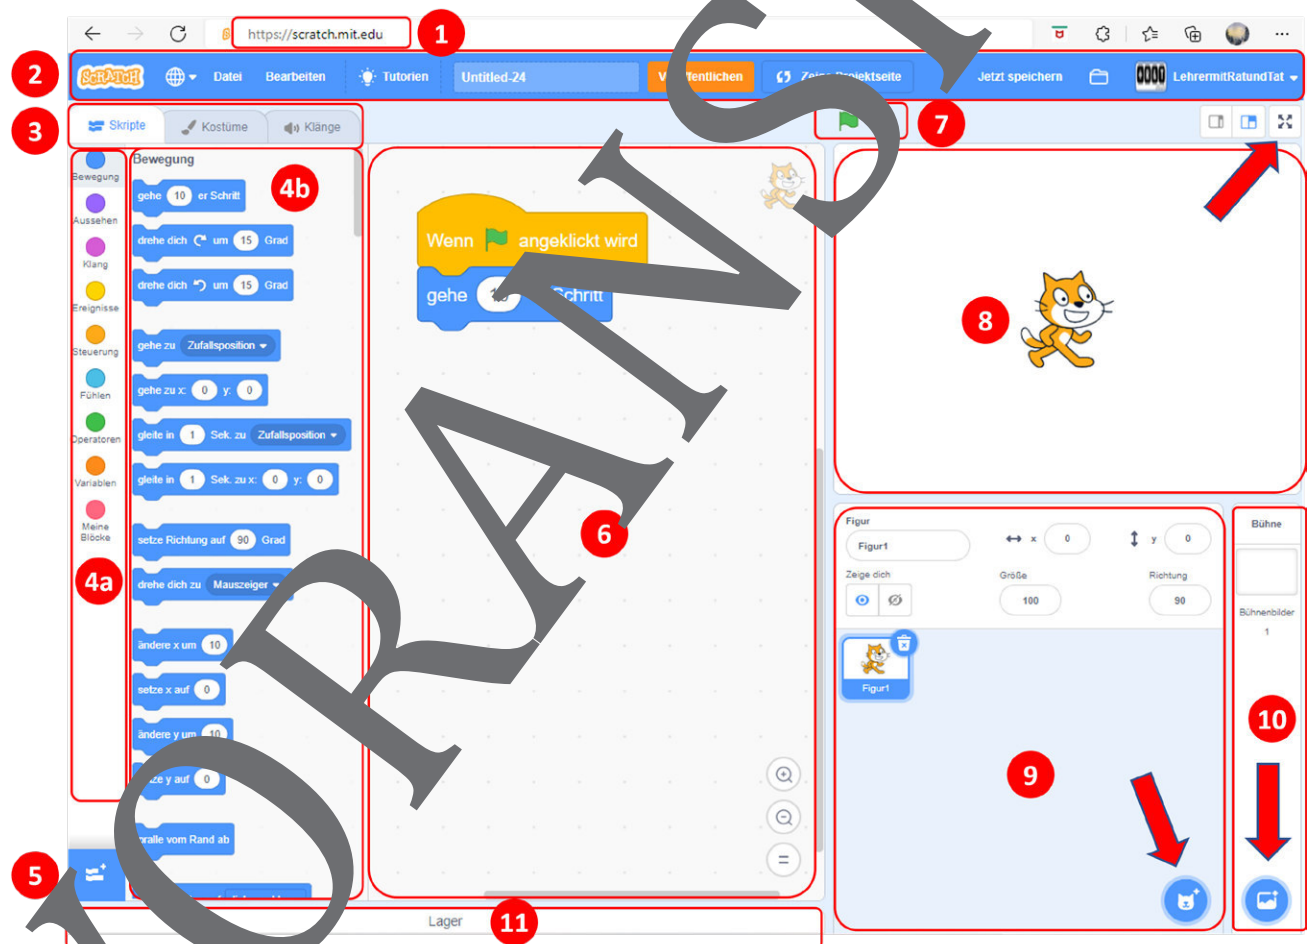 https://scratch.mit.edu
1
2
SCRATCH
Datei
Bearbeiten
Tutorien
Untitled-24
Jetzt speichern
LehrermitRatundTat
3
Skripte
Kostüme
Klänge
7
Bewegung
Aussehen
Klang
Ereignisse
Steuerung
Fühlen
Operatoren
Variablen
Meine
Blöcke
4a
Bewegung
4b
gehe 10 er Schritt
drehe dich um 15 Grad
drehe dich um 15 Grad
gehe zu Zufallsposition
gehe zu x: 0 y: 0
gleite in 1 Sek. zu Zufallsposition
gleite in 1 Sek. zu x: 0 y: 0
setze Richtung auf 90 Grad
drehe dich zu Mauszeiger
ändere x um 10
setze x auf 0
ändere y um 10
y auf 0
vom Rand ab
5
Wenn angeklickt wird
gehe Schritt
6
=
8
Figur
Figur1
x 0
y 0
Zeige dich
Größe
100
Richtung
90
Figur1
9
Bühne
Bühnenbilder
1
10
Lager
11
ORANSI